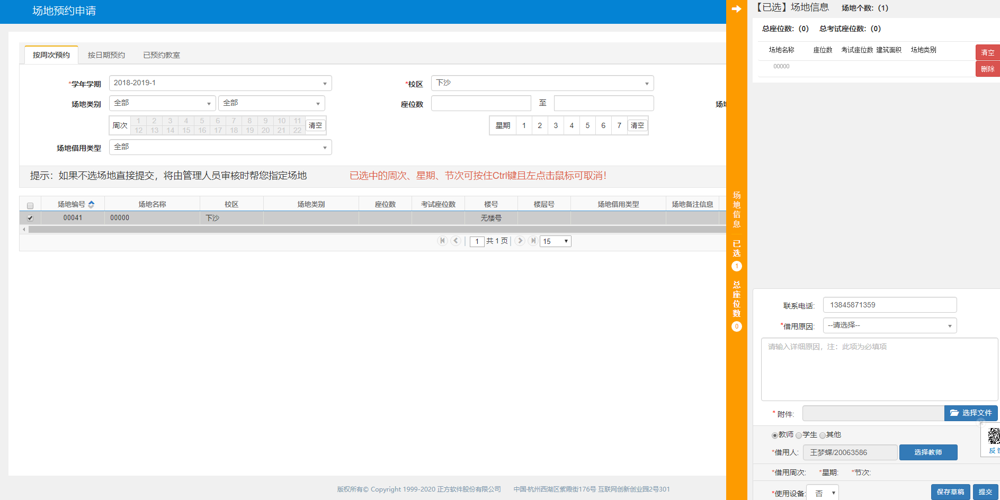 场地预约申请
按周次预约 按日期预约 已预约教室
*学年学期 2018-2019-1 *校区 下沙
场地类别 全部 全部 座位数 至 场
周次 1 2 3 4 5 6 7 8 9 10 11 清空
12 13 14 15 16 17 18 19 20 21 22
星期 1 2 3 4 5 6 7 清空
场地借用类型 全部
提示：如果不选场地直接提交，将由管理人员审核时帮您指定场地 已选中的周次、星期、节次可按住Ctrl键且左点击鼠标可取消！
场地编号 场地名称 校区 场地类别 座位数 考试座位数 楼号 楼层号 场地借用类型 场地备注信息
00041 00000 下沙 无楼号
1 共 1 页 15
版权所有© Copyright 1999-2020 正方软件股份有限公司 中国·杭州西湖区紫霞街176号 互联网创新创业园2号301
场地信息
已选
1
总座位数
0
【已选】场地信息 场地个数：(1)
总座位数：(0) 总考试座位数：(0)
场地名称 座位数 考试座位数 建筑面积 场地类别 清空
00000 删除
联系电话: 13845871359
*借用原因: --请选择--
请输入详细原因，注：此项为必填项
* 附件: 选择文件
教师 学生 其他
*借用人: 王梦蝶/20063586 选择教师
反
*借用周次: *星期: *节次:
*使用设备: 否 保存草稿 提交